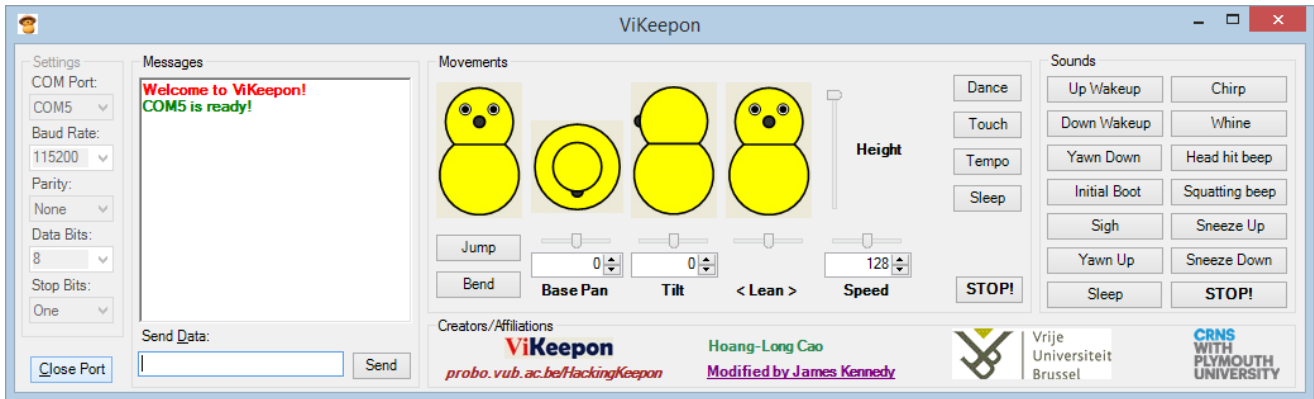 ViKeepon
Settings
COM Port:
COM5
Baud Rate:
115200
Parity:
None
Data Bits:
8
Stop Bits:
One
Close Port
Messages
Welcome to ViKeepon!
COM5 is ready!
Send Data:
Send
Movements
Height
Jump
Bend
0
Base Pan
0
Tilt
< Lean >
128
Speed
Dance
Touch
Tempo
Sleep
STOP!
Sounds
Up Wakeup
Chirp
Down Wakeup
Whine
Yawn Down
Head hit beep
Initial Boot
Squatting beep
Sigh
Sneeze Up
Yawn Up
Sneeze Down
Sleep
STOP!
Creators/Affiliations
ViKeepon
probo.vub.ac.be/HackingKeepon
Hoang-Long Cao
Modified by James Kennedy
Vrije
Universiteit
Brussel
CRNS
WITH
PLYMOUTH
UNIVERSITY